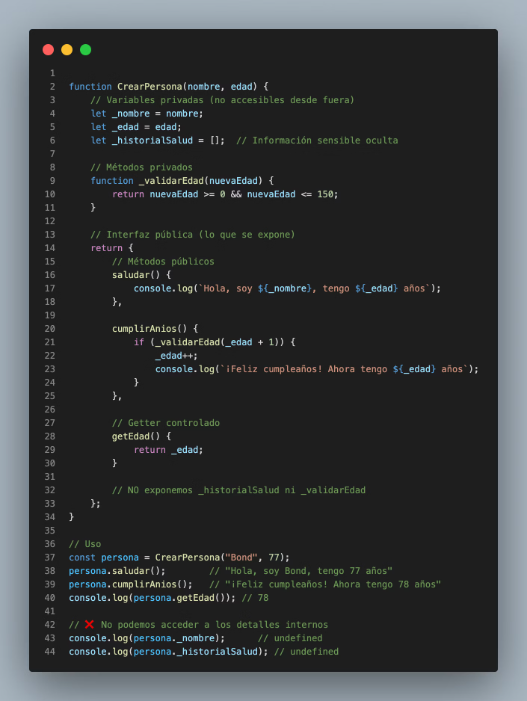 1
2 function CrearPersona(nombre, edad) {
3     // Variables privadas (no accesibles desde fuera)
4     let _nombre = nombre;
5     let _edad = edad;
6     let _historialSalud = [];  // Información sensible oculta
7
8     // Métodos privados
9     function _validarEdad(nuevaEdad) {
10         return nuevaEdad >= 0 && nuevaEdad <= 150;
11     }
12
13     // Interfaz pública (lo que se expone)
14     return {
15         // Métodos públicos
16         saludar() {
17             console.log(`Hola, soy ${_nombre}, tengo ${_edad} años`);
18         },
19
20         cumplirAnios() {
21             if (_validarEdad(_edad + 1)) {
22                 _edad++;
23                 console.log(`¡Feliz cumpleaños! Ahora tengo ${_edad} años`);
24             }
25         },
26
27         // Getter controlado
28         getEdad() {
29             return _edad;
30         }
31
32         // NO exponemos _historialSalud ni _validarEdad
33     };
34 }
35
36 // Uso
37 const persona = CrearPersona("Bond", 77);
38 persona.saludar();        // "Hola, soy Bond, tengo 77 años"
39 persona.cumplirAnios();   // "¡Feliz cumpleaños! Ahora tengo 78 años"
40 console.log(persona.getEdad()); // 78
41
42 // ❌ No podemos acceder a los detalles internos
43 console.log(persona._nombre);      // undefined
44 console.log(persona._historialSalud); // undefined